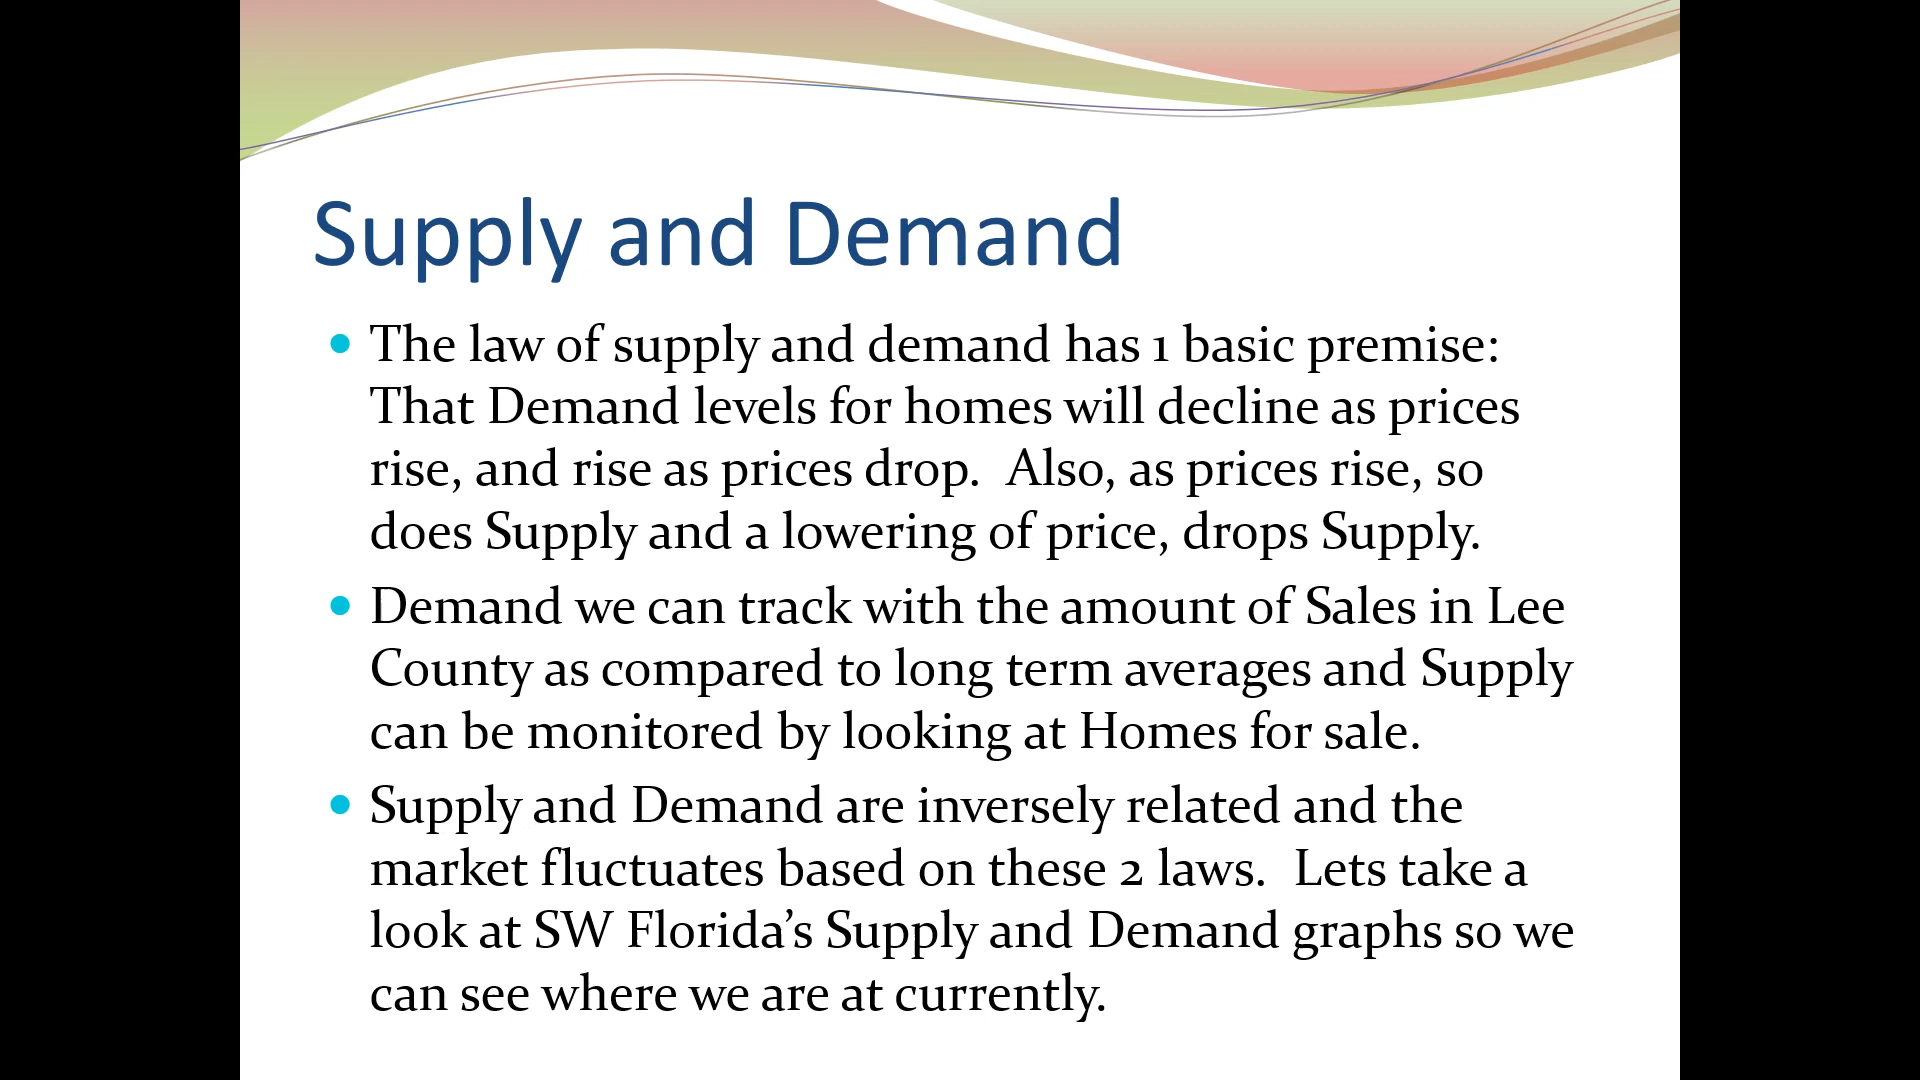 Supply and Demand
• The law of supply and demand has 1 basic premise:
That Demand levels for homes will decline as prices
rise, and rise as prices drop.  Also, as prices rise, so
does Supply and a lowering of price, drops Supply.
• Demand we can track with the amount of Sales in Lee
County as compared to long term averages and Supply
can be monitored by looking at Homes for sale.
• Supply and Demand are inversely related and the
market fluctuates based on these 2 laws.  Lets take a
look at SW Florida’s Supply and Demand graphs so we
can see where we are at currently.